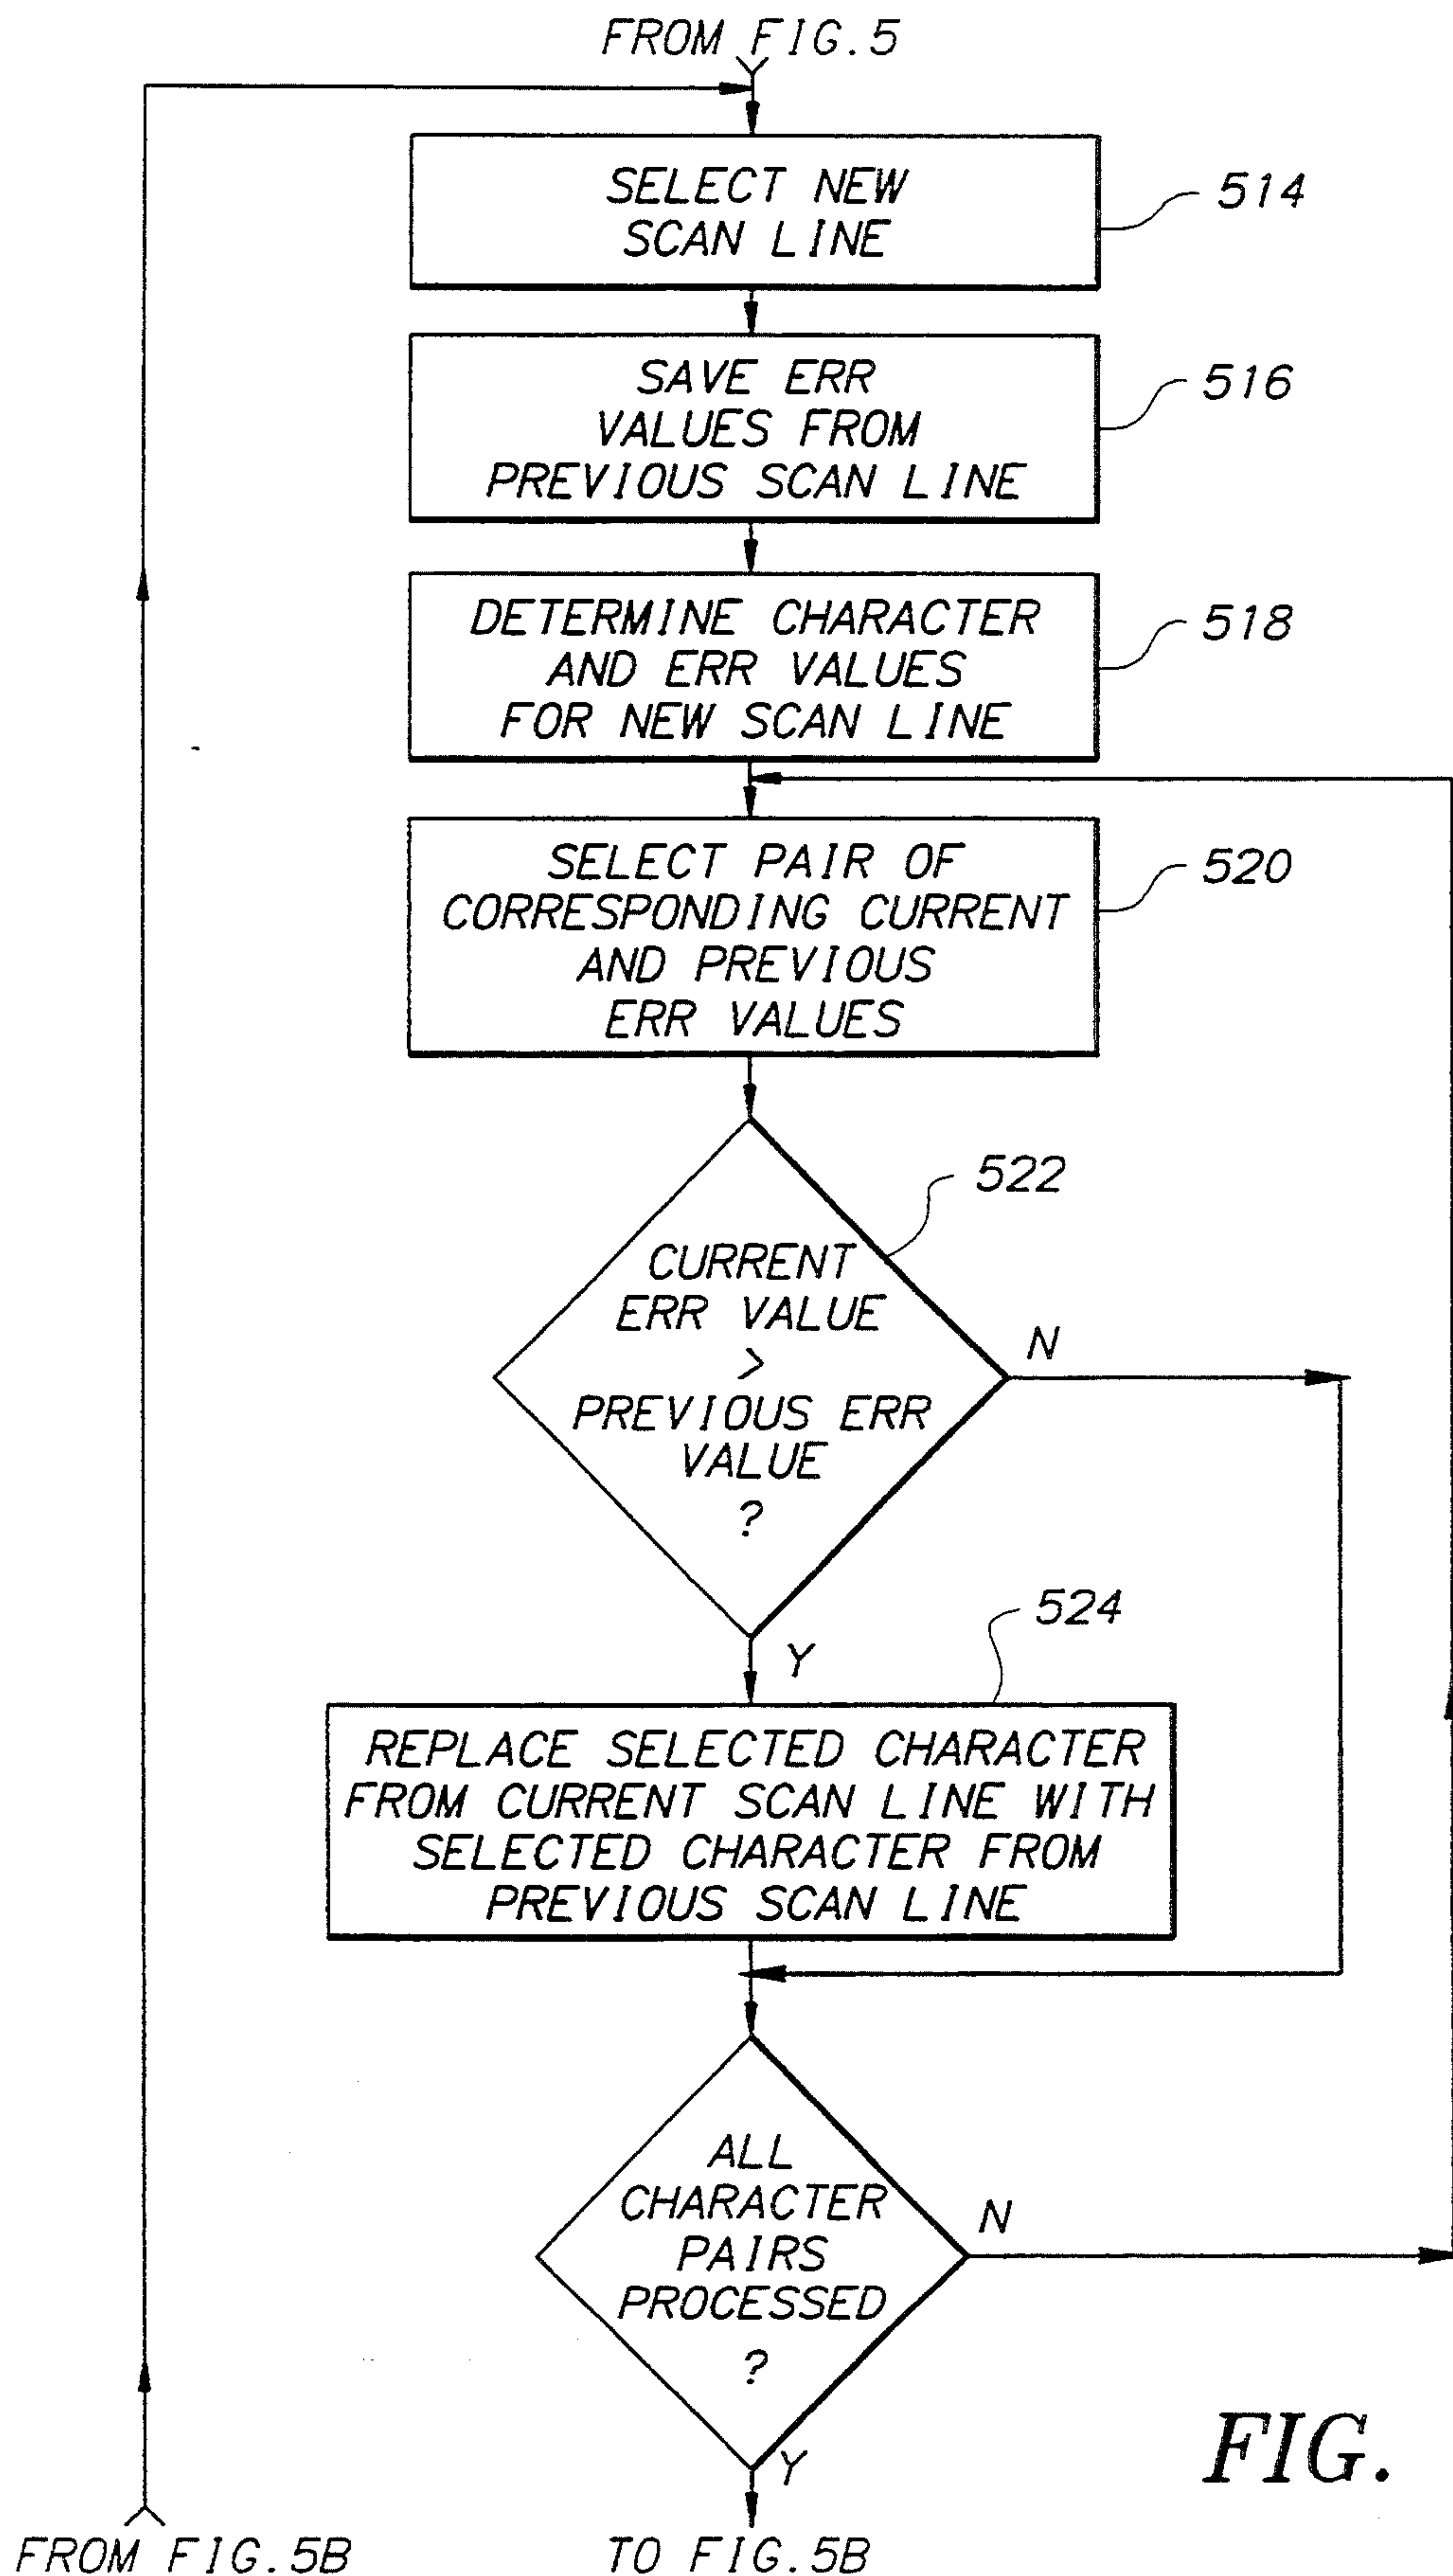 FROM FIG.5
SELECT NEW
SCAN LINE
514
SAVE ERR
VALUES FROM
PREVIOUS SCAN LINE
516
DETERMINE CHARACTER
AND ERR VALUES
FOR NEW SCAN LINE
518
SELECT PAIR OF
CORRESPONDING CURRENT
AND PREVIOUS
ERR VALUES
520
522
CURRENT
ERR VALUE
>
PREVIOUS ERR
VALUE
?
N
Y
524
REPLACE SELECTED CHARACTER
FROM CURRENT SCAN LINE WITH
SELECTED CHARACTER FROM
PREVIOUS SCAN LINE
ALL
CHARACTER
PAIRS
PROCESSED
?
N
Y
FIG.
FROM FIG.5B
TO FIG.5B